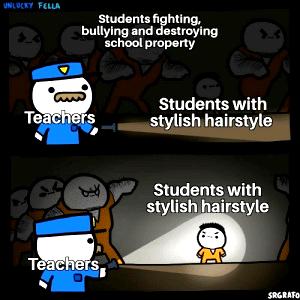 UNLUCKY FELLA
Students fighting,
bullying and destroying
school property
Teachers
Students with
stylish hairstyle
Students with
stylish hairstyle
Teachers
SRGRAFO